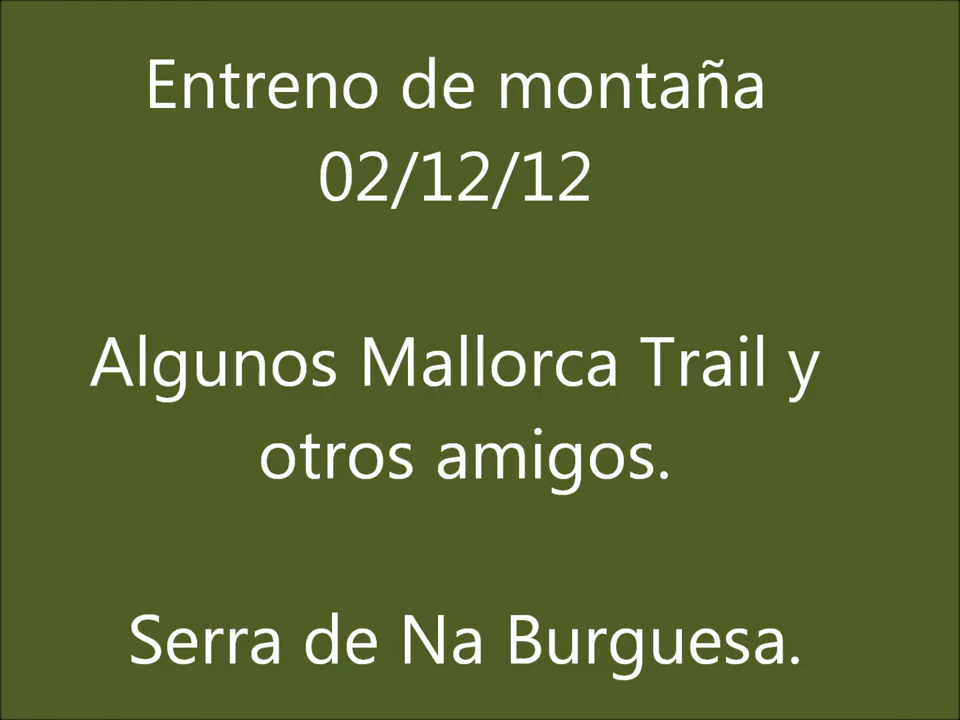 Entreno de montaña
02/12/12
Algunos Mallorca Trail y
otros amigos.
Serra de Na Burguesa.